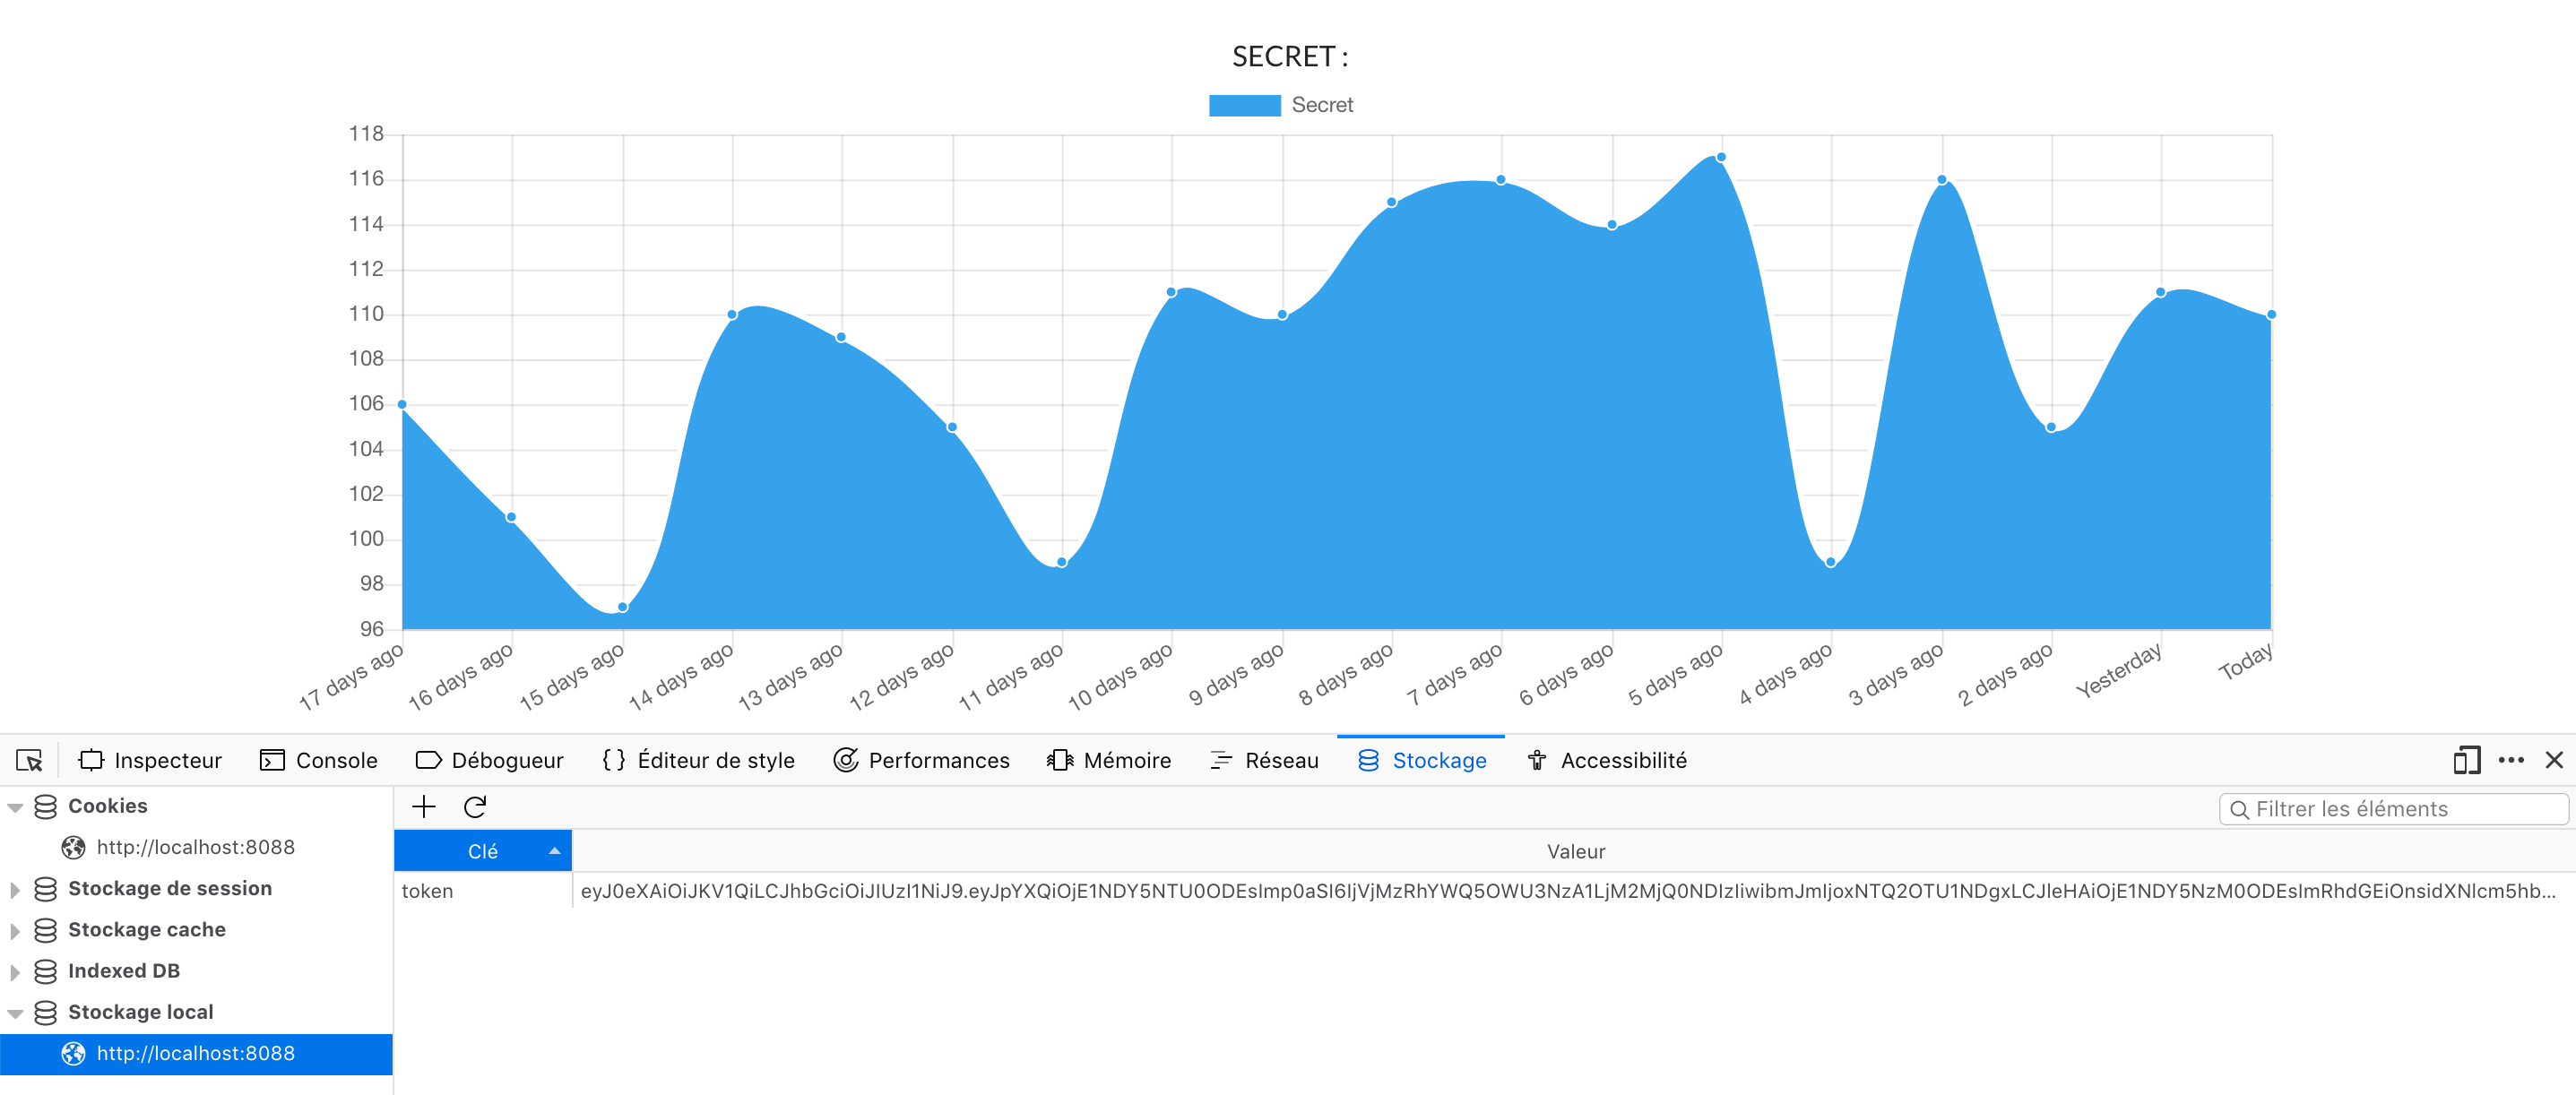 SECRET :
Secret
118
116
114
112
110
108
106
104
102
100
98
96
17 days ago
16 days ago
15 days ago
14 days ago
13 days ago
12 days ago
11 days ago
10 days ago
9 days ago
8 days ago
7 days ago
6 days ago
5 days ago
4 days ago
3 days ago
2 days ago
Yesterday
Today
Inspecteur Console Débogueur Éditeur de style Performances Mémoire Réseau Stockage Accessibilité
Cookies
http://localhost:8088
Stockage de session
Stockage cache
Indexed DB
Stockage local
http://localhost:8088
Filtrer les éléments
Clé Valeur
token eyJ0eXAiOiJKV1QiLCJhbGciOiJIUzI1NiJ9.eyJpYXQiOjE1NDY5NTU0ODEsImp0aSI6IjVjMzRhYWQ5OWU3NzA1LjM2MjQ0NDIzIiwibmJmIjoxNTQ2OTU1NDgxLCJleHAiOjE1NDY5NzM0ODEsImRhdGEiOnsidXNlcm5hb...